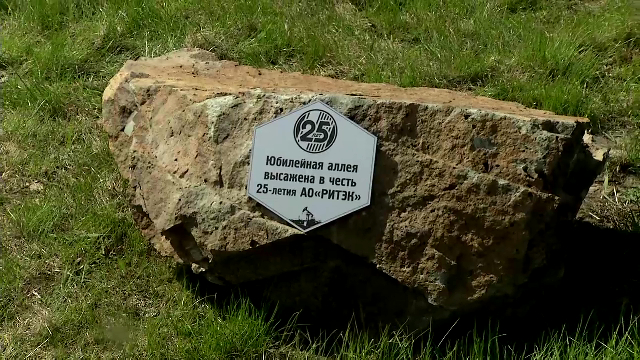 25
Юбилейная аллея
высажена в честь
25-летия АО «РИТЭК»